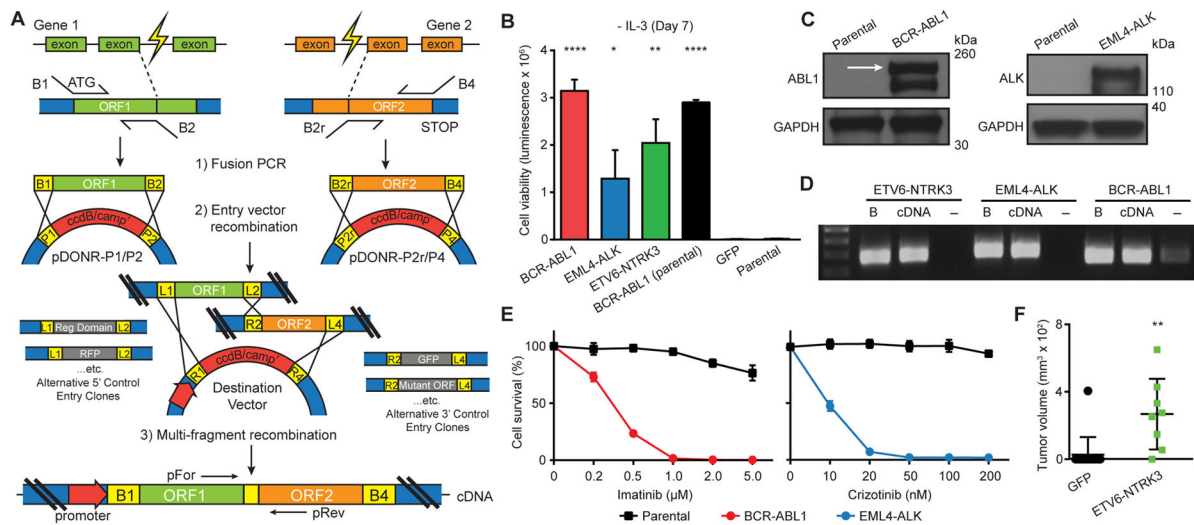 A
Gene 1
Gene 2
exon
exon
exon
exon
exon
exon
B1
ATG
B4
ORF1
ORF2
B2
B2r
STOP
1) Fusion PCR
B1
ORF1
B2
B2r
ORF2
B4
ccdB/campʳ
2) Entry vector
recombination
ccdB/campʳ
P1
P2
P2r
P4
pDONR-P1/P2
pDONR-P2r/P4
L1
ORF1
L2
R2
ORF2
L4
L1
Reg Domain
L2
L1
RFP
L2
...etc.
Alternative 5' Control
Entry Clones
ccdB/campʳ
R1
R4
Destination
Vector
R2
GFP
L4
R2
Mutant ORF
L4
...etc.
Alternative 3' Control
Entry Clones
3) Multi-fragment recombination
pFor
B1
ORF1
ORF2
B4
cDNA
promoter
pRev
B
- IL-3 (Day 7)
**** * ** ****
Cell viability (luminescence x 10⁶)
4
3
2
1
0
BCR-ABL1
EML4-ALK
ETV6-NTRK3
BCR-ABL1 (parental)
GFP
Parental
C
Parental
BCR-ABL1
kDa
260
ABL1
GAPDH
30
Parental
EML4-ALK
kDa
ALK
110
40
GAPDH
D
ETV6-NTRK3 EML4-ALK BCR-ABL1
B cDNA – B cDNA – B cDNA –
E
Cell survival (%)
100
50
0
0 0.2 0.5 1.0 2.0 5.0
Imatinib (µM)
0 10 20 50 100 200
Crizotinib (nM)
Parental BCR-ABL1 EML4-ALK
F
**
Tumor volume (mm³ x 10²)
10
8
6
4
2
0
GFP
ETV6-NTRK3